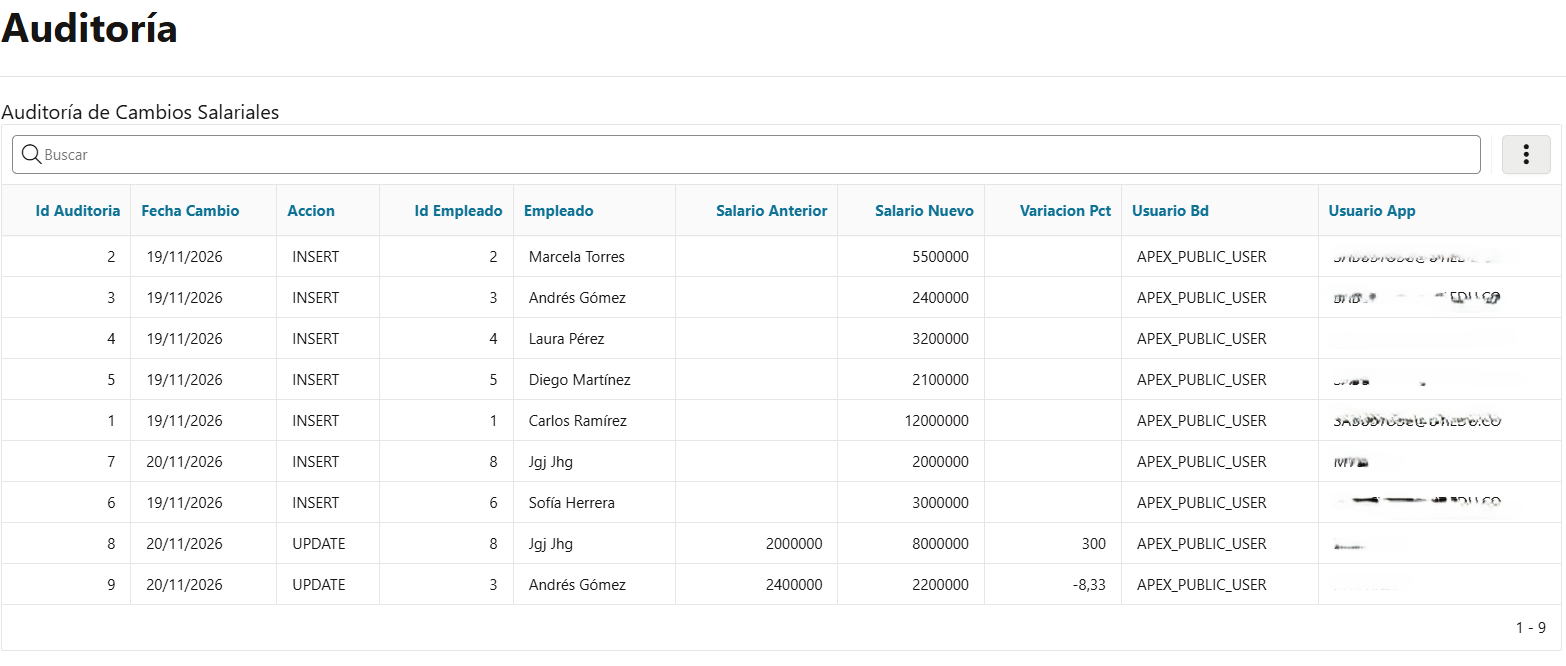 Auditoría
Auditoría de Cambios Salariales
Buscar
Id Auditoria Fecha Cambio Accion Id Empleado Empleado Salario Anterior Salario Nuevo Variacion Pct Usuario Bd Usuario App
2 19/11/2026 INSERT 2 Marcela Torres 5500000 APEX_PUBLIC_USER
3 19/11/2026 INSERT 3 Andrés Gómez 2400000 APEX_PUBLIC_USER
4 19/11/2026 INSERT 4 Laura Pérez 3200000 APEX_PUBLIC_USER
5 19/11/2026 INSERT 5 Diego Martínez 2100000 APEX_PUBLIC_USER
1 19/11/2026 INSERT 1 Carlos Ramírez 12000000 APEX_PUBLIC_USER
7 20/11/2026 INSERT 8 Jgj Jhg 2000000 APEX_PUBLIC_USER
6 19/11/2026 INSERT 6 Sofía Herrera 3000000 APEX_PUBLIC_USER
8 20/11/2026 UPDATE 8 Jgj Jhg 2000000 8000000 300 APEX_PUBLIC_USER
9 20/11/2026 UPDATE 3 Andrés Gómez 2400000 2200000 -8,33 APEX_PUBLIC_USER
1 - 9